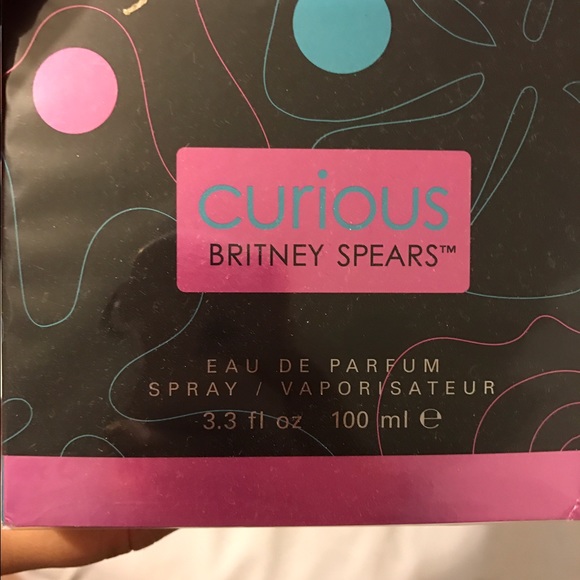 curious
BRITNEY SPEARS™
EAU DE PARFUM
SPRAY / VAPORISATEUR
3.3 fl oz 100 ml ℮